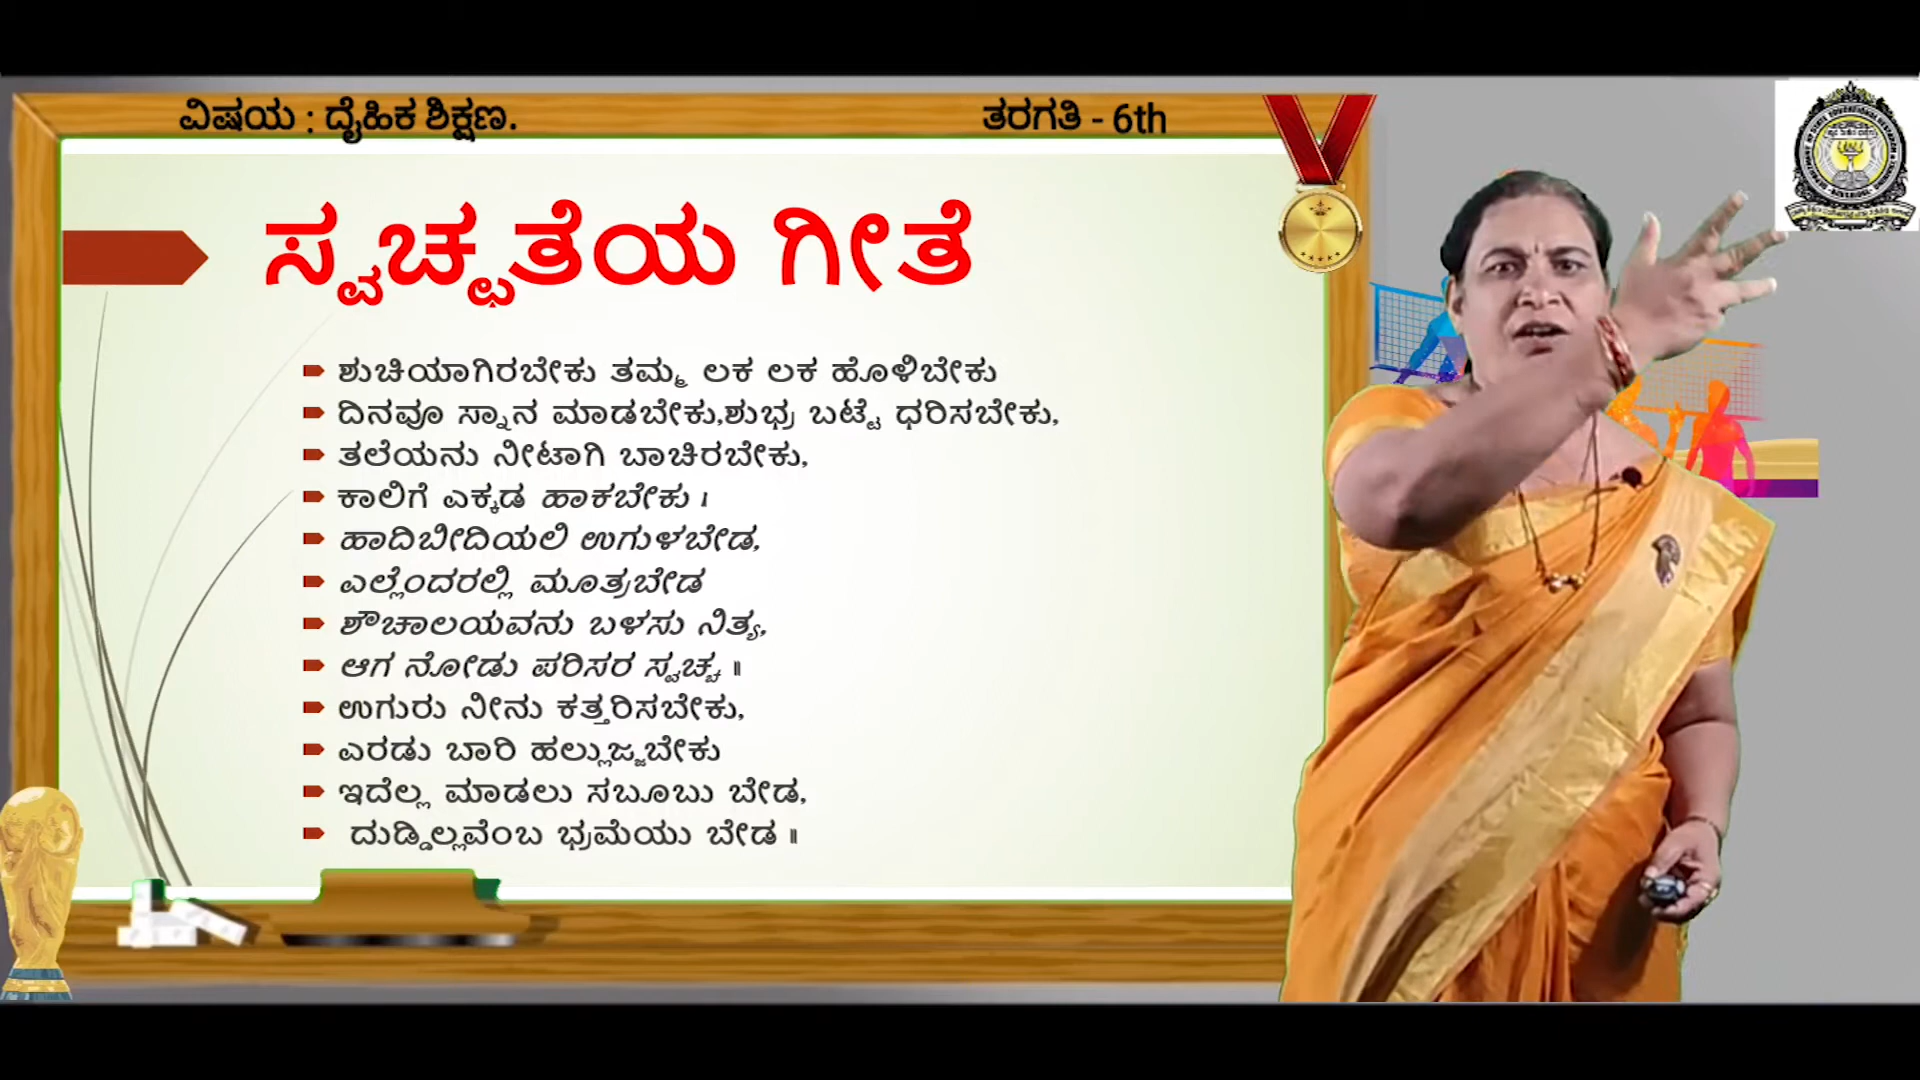 ವಿಷಯ : ದೈಹಿಕ ಶಿಕ್ಷಣ.
ತರಗತಿ - 6th
ಸ್ವಚ್ಛತೆಯ ಗೀತೆ
ಶುಚಿಯಾಗಿರಬೇಕು ತಮ್ಮ ಲಕ ಲಕ ಹೊಳಿಬೇಕು
ದಿನವೂ ಸ್ನಾನ ಮಾಡಬೇಕು,ಶುಭ್ರ ಬಟ್ಟೆ ಧರಿಸಬೇಕು,
ತಲೆಯನು ನೀಟಾಗಿ ಬಾಚಿರಬೇಕು,
ಕಾಲಿಗೆ ಎಕ್ಕಡ ಹಾಕಬೇಕು ।
ಹಾದಿಬೀದಿಯಲಿ ಉಗುಳಬೇಡ,
ಎಲ್ಲೆಂದರಲ್ಲಿ ಮೂತ್ರಬೇಡ
ಶೌಚಾಲಯವನು ಬಳಸು ನಿತ್ಯ,
ಆಗ ನೋಡು ಪರಿಸರ ಸ್ವಚ್ಚ ॥
ಉಗುರು ನೀನು ಕತ್ತರಿಸಬೇಕು,
ಎರಡು ಬಾರಿ ಹಲ್ಲುಜ್ಜಬೇಕು
ಇದೆಲ್ಲ ಮಾಡಲು ಸಬೂಬು ಬೇಡ,
ದುಡ್ಡಿಲ್ಲವೆಂಬ ಭ್ರಮೆಯು ಬೇಡ ॥